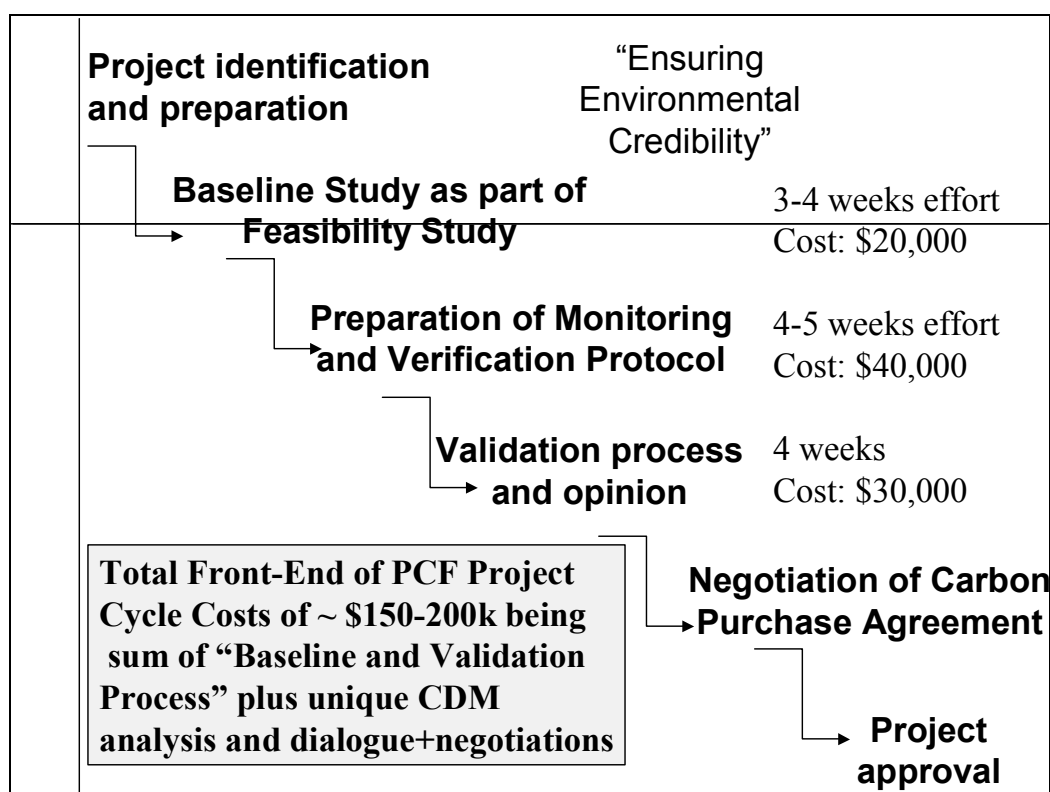 Project identification
and preparation
“Ensuring
Environmental
Credibility”
Baseline Study as part of
Feasibility Study
3-4 weeks effort
Cost: $20,000
Preparation of Monitoring
and Verification Protocol
4-5 weeks effort
Cost: $40,000
Validation process
and opinion
4 weeks
Cost: $30,000
Total Front-End of PCF Project
Cycle Costs of ~ $150-200k being
sum of “Baseline and Validation
Process” plus unique CDM
analysis and dialogue+negotiations
Negotiation of Carbon
Purchase Agreement
Project
approval